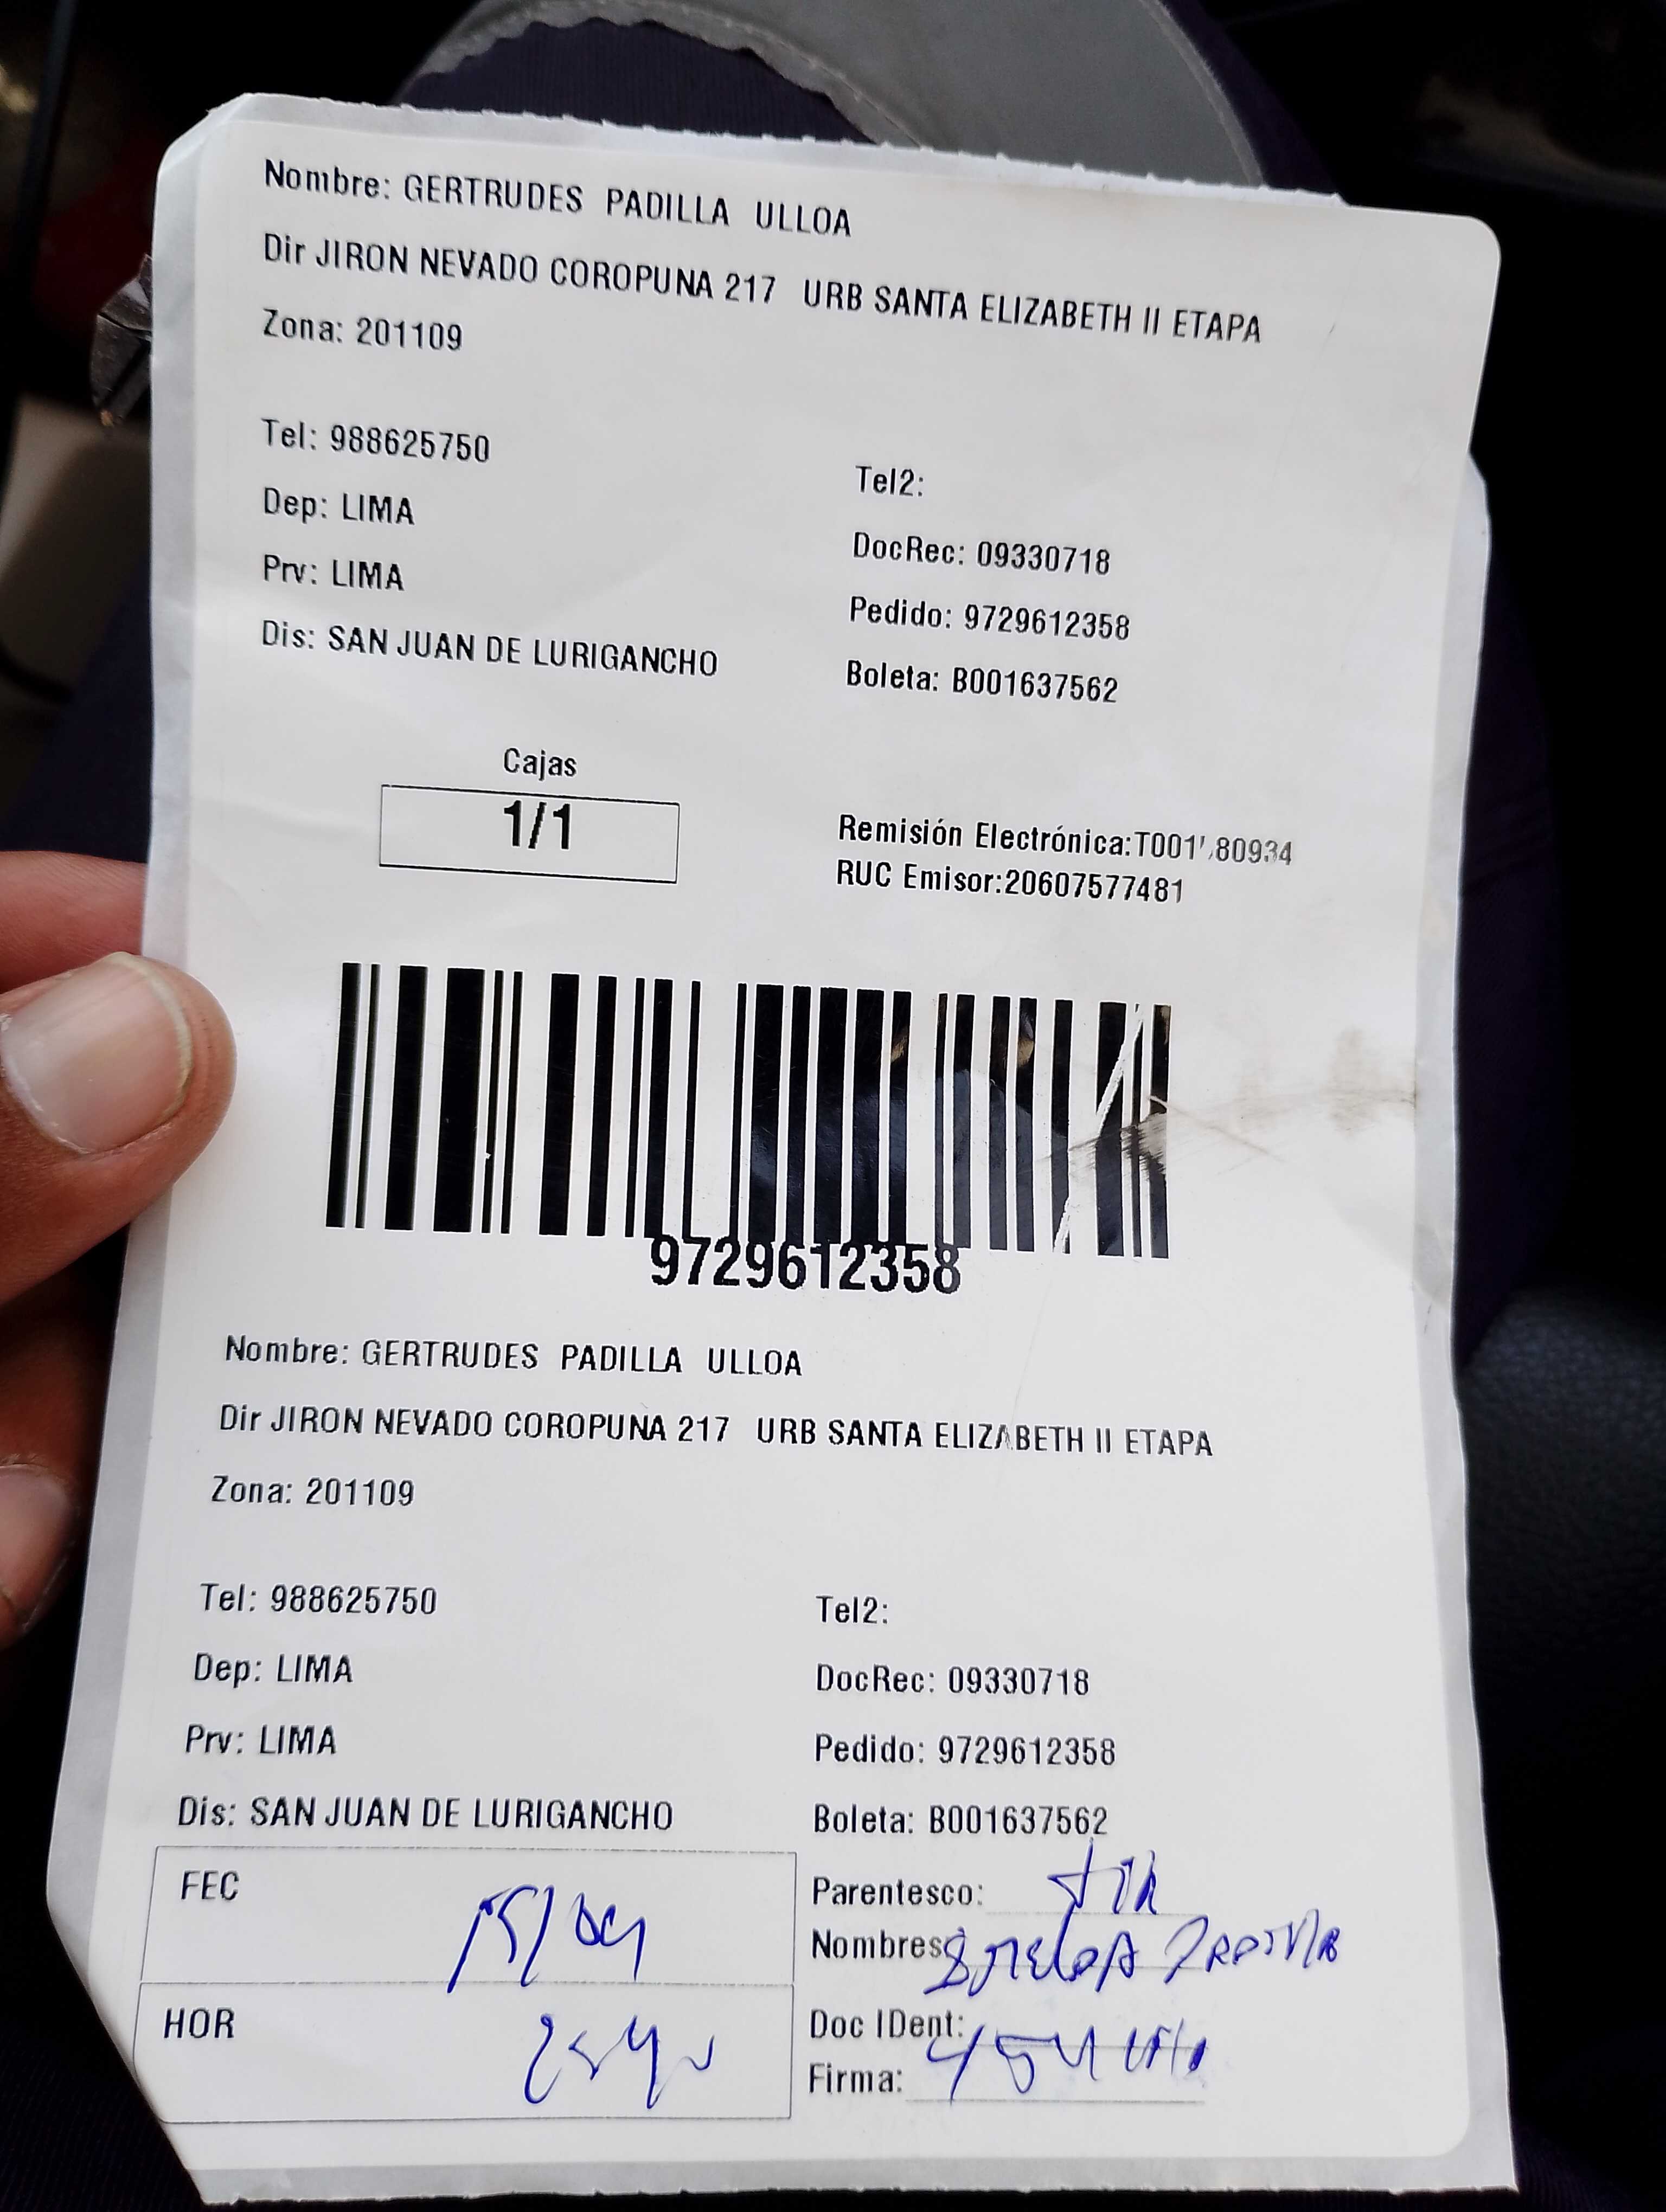 Nombre: GERTRUDES PADILLA ULLOA
Dir JIRON NEVADO COROPUNA 217 URB SANTA ELIZABETH II ETAPA
Zona: 201109
Tel: 988625750
Tel2:
Dep: LIMA
DocRec: 09330718
Prv: LIMA
Pedido: 9729612358
Dis: SAN JUAN DE LURIGANCHO
Boleta: B001637562
Cajas
1/1
Remisión Electrónica:
RUC Emisor:20607577481
9729612358
Nombre: GERTRUDES PADILLA ULLOA
Dir JIRON NEVADO COROPUNA 217 URB SANTA ELIZABETH II ETAPA
Zona: 201109
Tel: 988625750
Tel2:
Dep: LIMA
DocRec: 09330718
Prv: LIMA
Pedido: 9729612358
Dis: SAN JUAN DE LURIGANCHO
Boleta: B001637562
FEC 15/09
Parentesco:
Nombres
HOR
Doc IDent:
Firma: